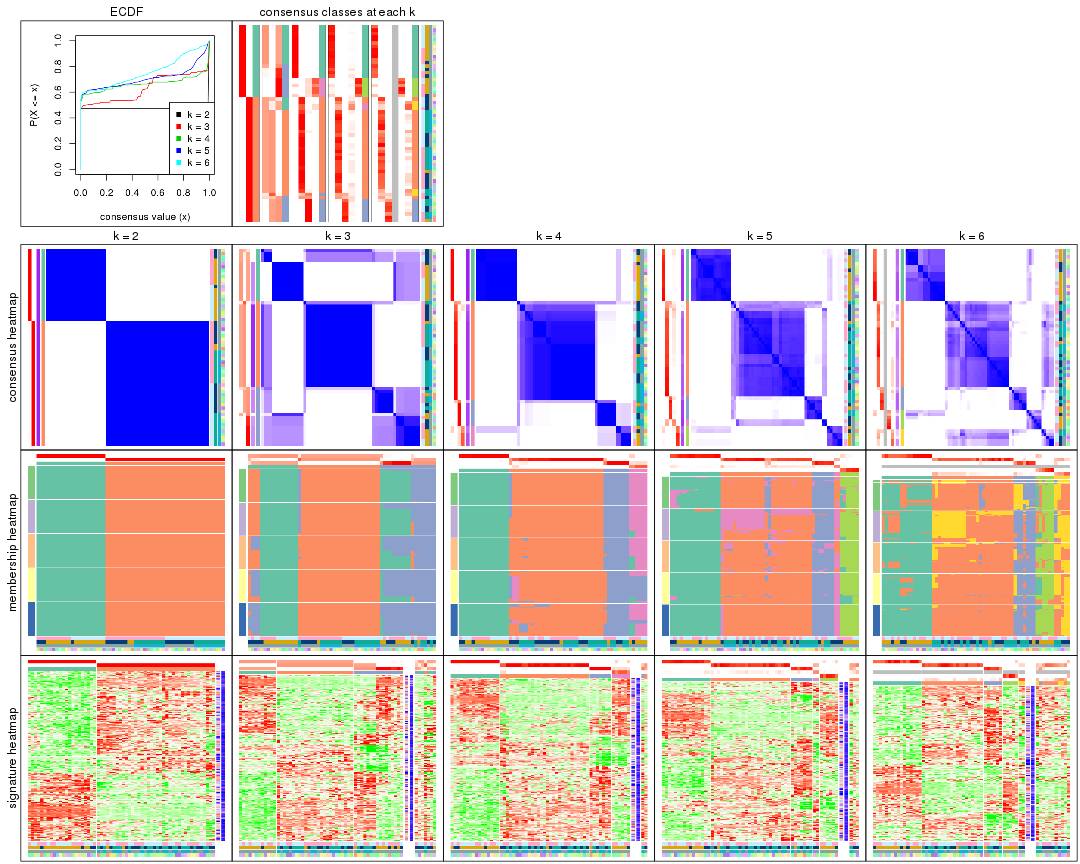 ECDF
consensus classes at each k
P(X <= x)
0.0 0.2 0.4 0.6 0.8 1.0
k = 2
k = 3
k = 4
k = 5
k = 6
0.0 0.2 0.4 0.6 0.8 1.0
consensus value (x)
k = 2
k = 3
k = 4
k = 5
k = 6
consensus heatmap
membership heatmap
signature heatmap